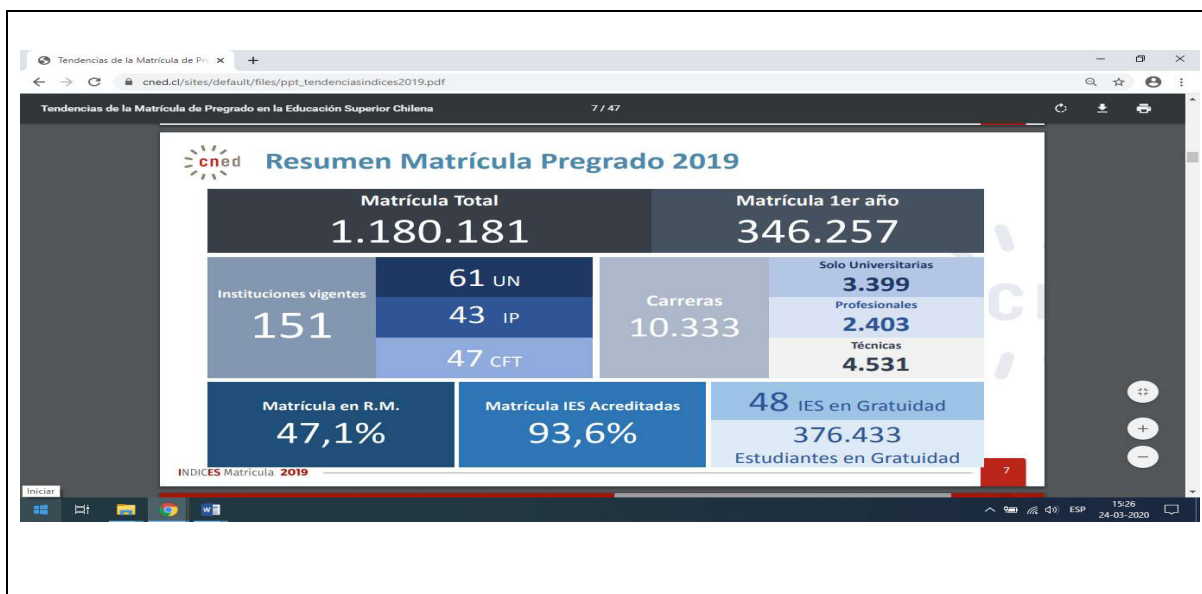 Tendencias de la Matrícula de Pre
cned.cl/sites/default/files/ppt_tendenciasindices2019.pdf
Tendencias de la Matrícula de Pregrado en la Educación Superior Chilena 7 / 47
cned Resumen Matrícula Pregrado 2019
Matrícula Total
1.180.181
Matrícula 1er año
346.257
Instituciones vigentes
151
61 UN
43 IP
47 CFT
Carreras
10.333
Solo Universitarias
3.399
Profesionales
2.403
Técnicas
4.531
Matrícula en R.M.
47,1%
Matrícula IES Acreditadas
93,6%
48 IES en Gratuidad
376.433
Estudiantes en Gratuidad
INDICES Matrícula 2019
7
Iniciar
ESP
15:26
24-03-2020